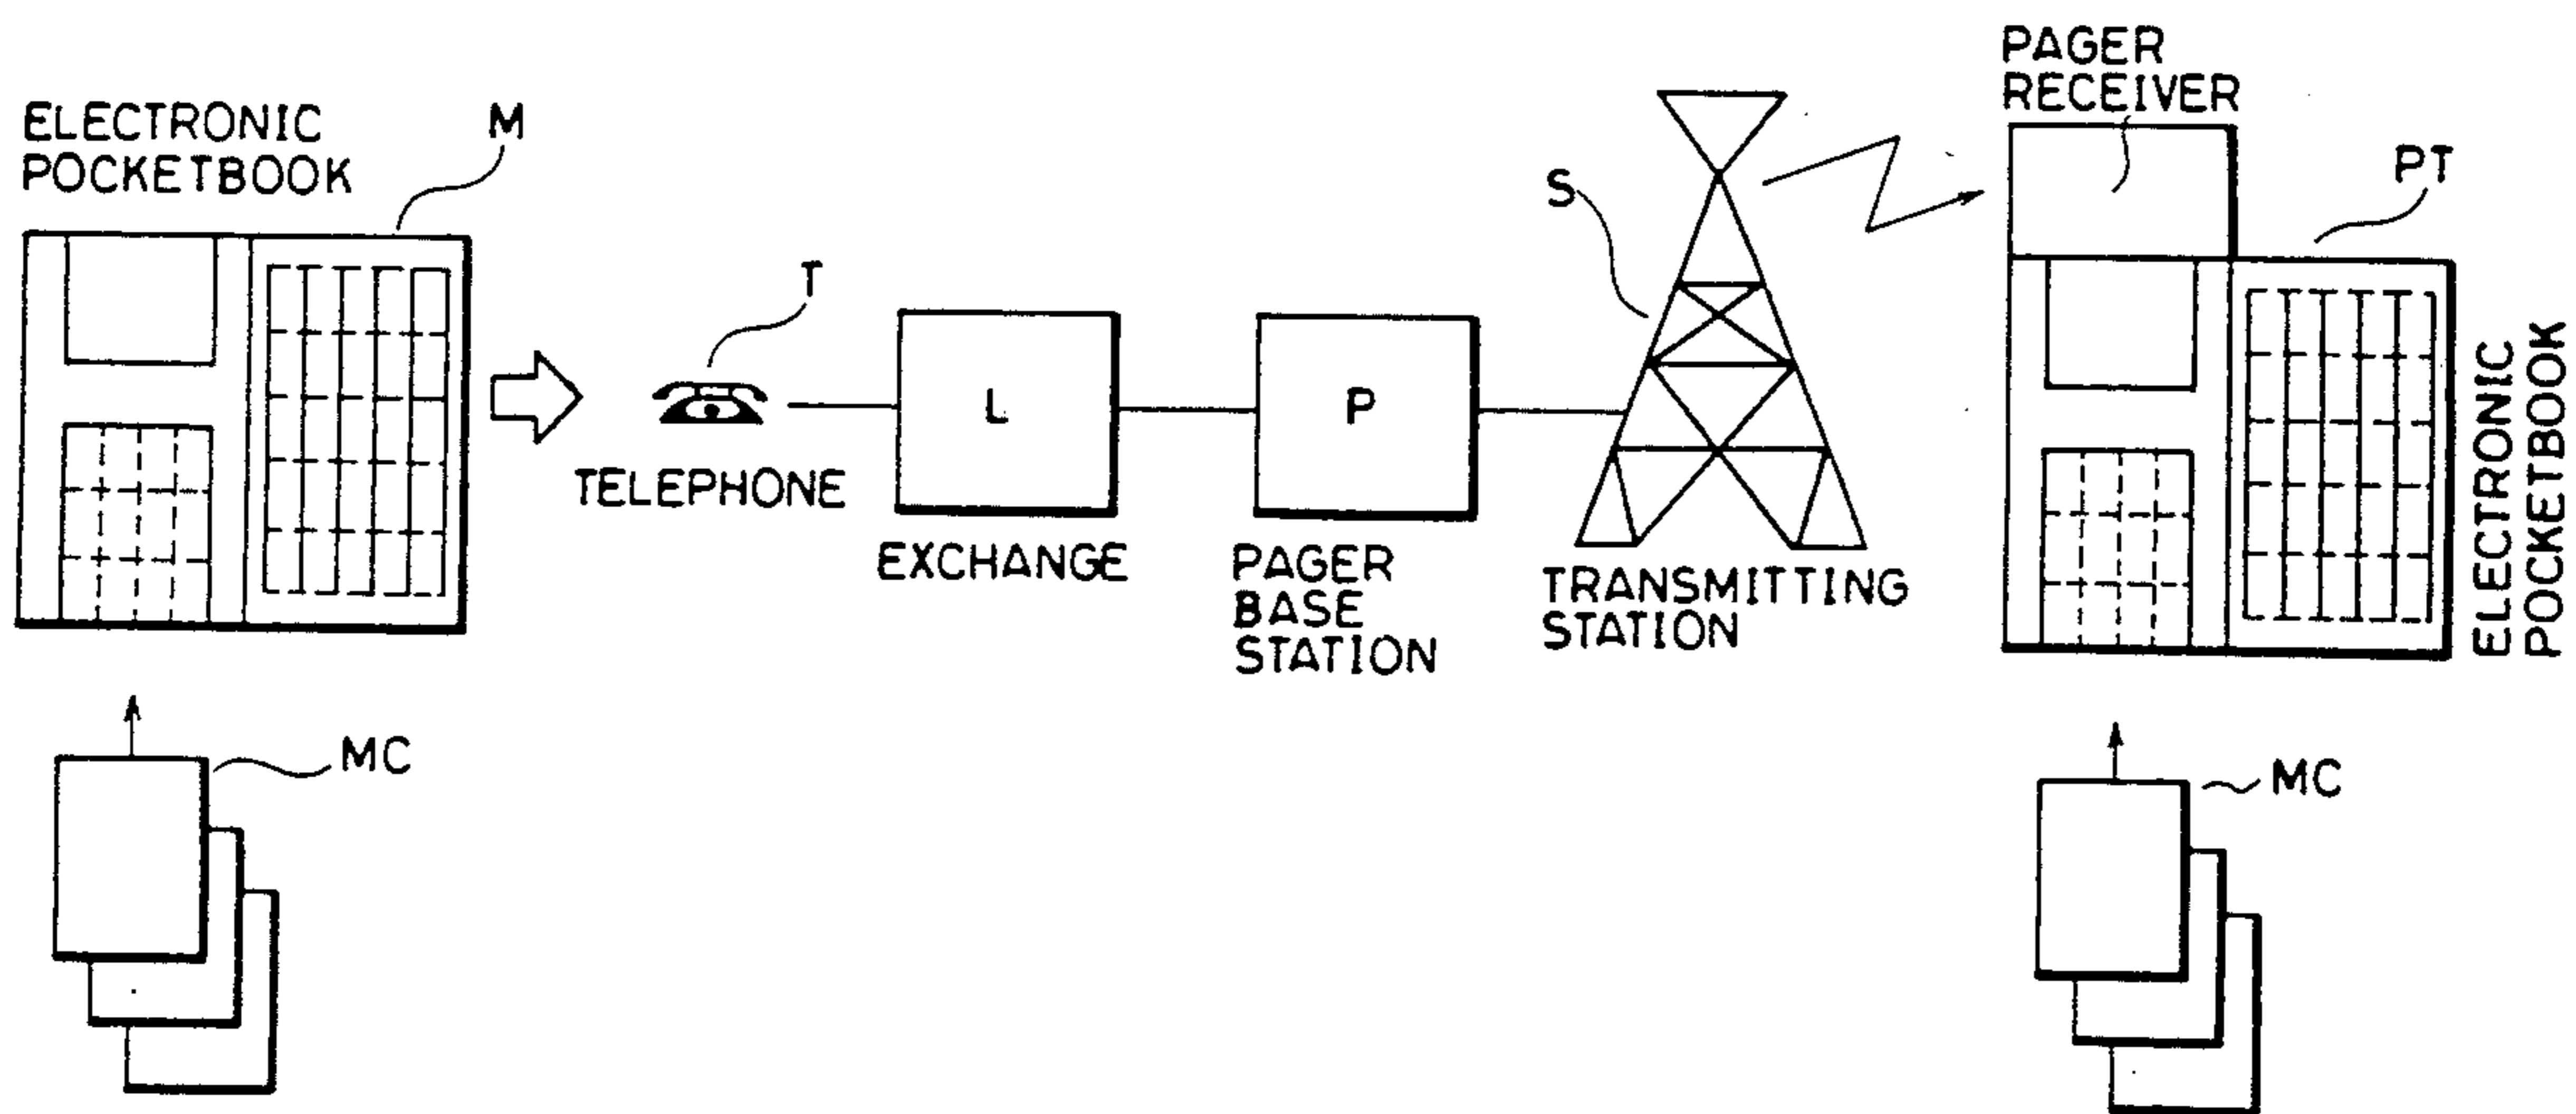 ELECTRONIC
POCKETBOOK
M
T
TELEPHONE
L
EXCHANGE
P
PAGER
BASE
STATION
S
TRANSMITTING
STATION
PAGER
RECEIVER
PT
ELECTRONIC
POCKETBOOK
MC
MC